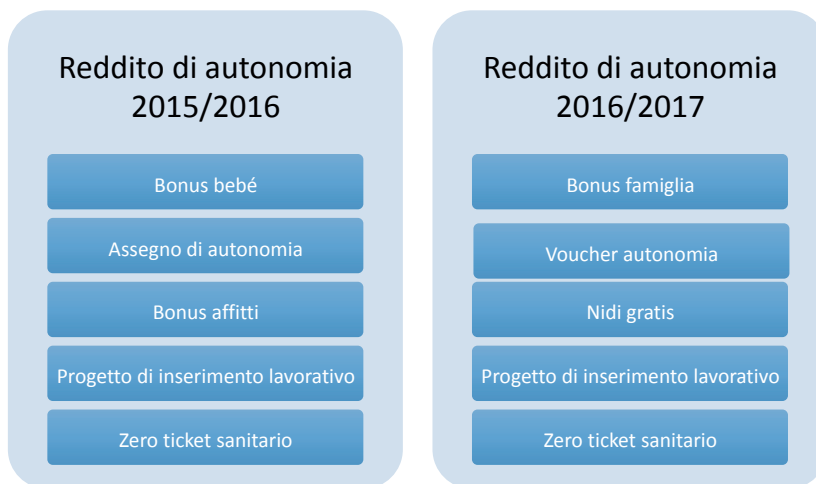 Reddito di autonomia
2015/2016
Bonus bebé
Assegno di autonomia
Bonus affitti
Progetto di inserimento lavorativo
Zero ticket sanitario
Reddito di autonomia
2016/2017
Bonus famiglia
Voucher autonomia
Nidi gratis
Progetto di inserimento lavorativo
Zero ticket sanitario